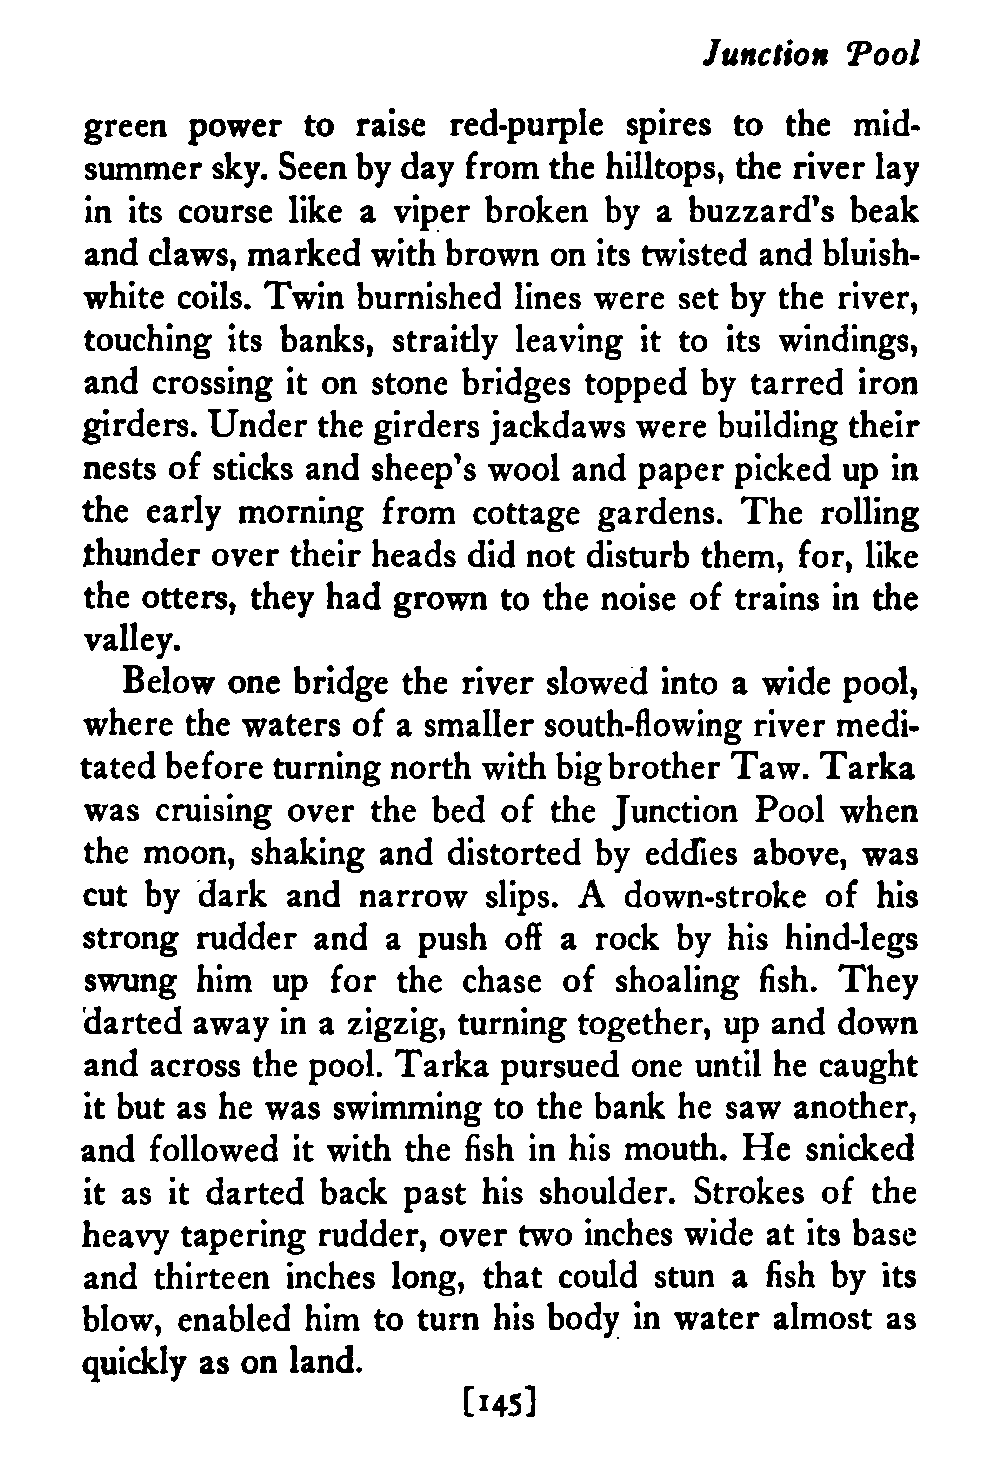 Junction Pool
green power to raise red-purple spires to the mid-
summer sky. Seen by day from the hilltops, the river lay
in its course like a viper broken by a buzzard's beak
and claws, marked with brown on its twisted and bluish-
white coils. Twin burnished lines were set by the river,
touching its banks, straitly leaving it to its windings,
and crossing it on stone bridges topped by tarred iron
girders. Under the girders jackdaws were building their
nests of sticks and sheep's wool and paper picked up in
the early morning from cottage gardens. The rolling
thunder over their heads did not disturb them, for, like
the otters, they had grown to the noise of trains in the
valley.
Below one bridge the river slowed into a wide pool,
where the waters of a smaller south-flowing river medi-
tated before turning north with big brother Taw. Tarka
was cruising over the bed of the Junction Pool when
the moon, shaking and distorted by eddies above, was
cut by dark and narrow slips. A down-stroke of his
strong rudder and a push off a rock by his hind-legs
swung him up for the chase of shoaling fish. They
darted away in a zigzig, turning together, up and down
and across the pool. Tarka pursued one until he caught
it but as he was swimming to the bank he saw another,
and followed it with the fish in his mouth. He snicked
it as it darted back past his shoulder. Strokes of the
heavy tapering rudder, over two inches wide at its base
and thirteen inches long, that could stun a fish by its
blow, enabled him to turn his body in water almost as
quickly as on land.
[145]